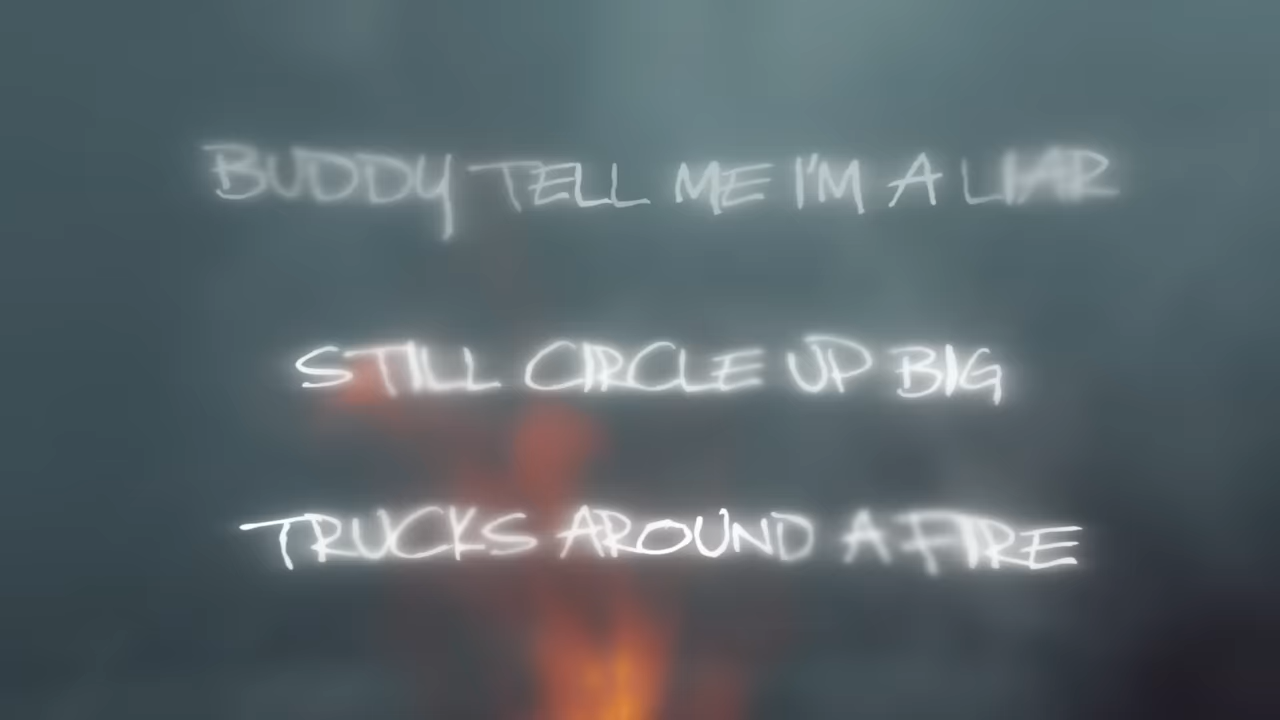 BUDDY TELL ME I'M A LIAR
STILL CIRCLE UP BIG
TRUCKS AROUND A FIRE